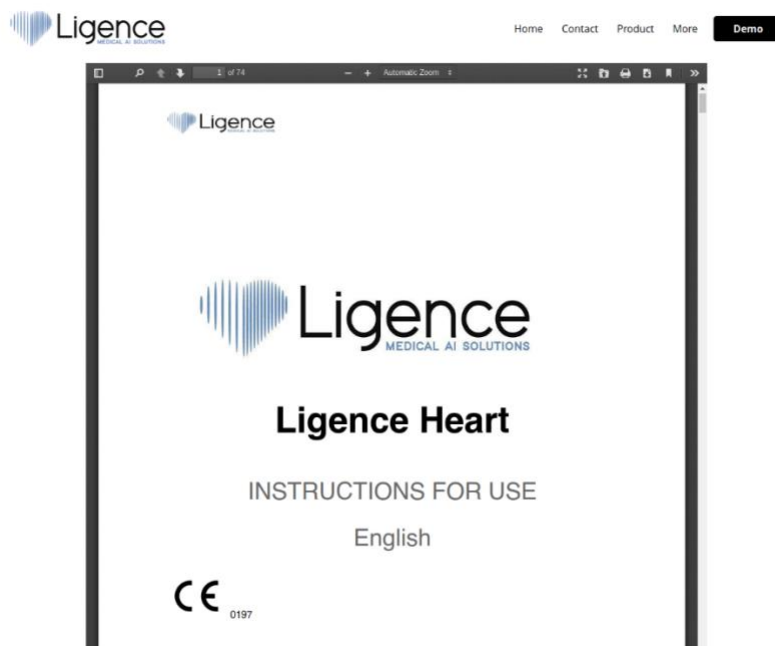 Ligence
MEDICAL AI SOLUTIONS
Home Contact Product More Demo
1 of 74 Automatic Zoom
Ligence
MEDICAL AI SOLUTIONS
Ligence
MEDICAL AI SOLUTIONS
Ligence Heart
INSTRUCTIONS FOR USE
English
CE 0197